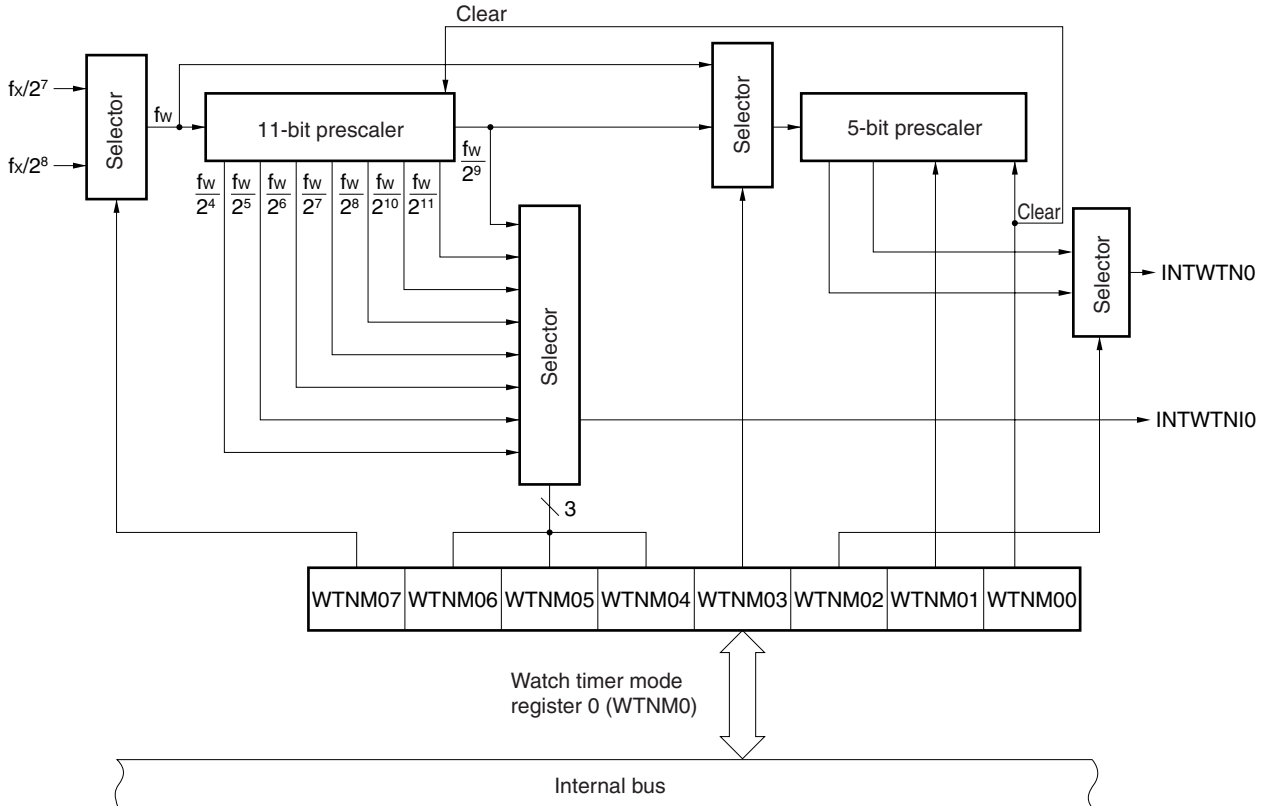 Clear
fx/2⁷
fx/2⁸
Selector
fw
11-bit prescaler
fw/2⁴
fw/2⁵
fw/2⁶
fw/2⁷
fw/2⁸
fw/2¹⁰
fw/2¹¹
fw/2⁹
Selector
5-bit prescaler
Clear
Selector
INTWTN0
Selector
INTWTNI0
3
WTNM07 WTNM06 WTNM05 WTNM04 WTNM03 WTNM02 WTNM01 WTNM00
Watch timer mode
register 0 (WTNM0)
Internal bus